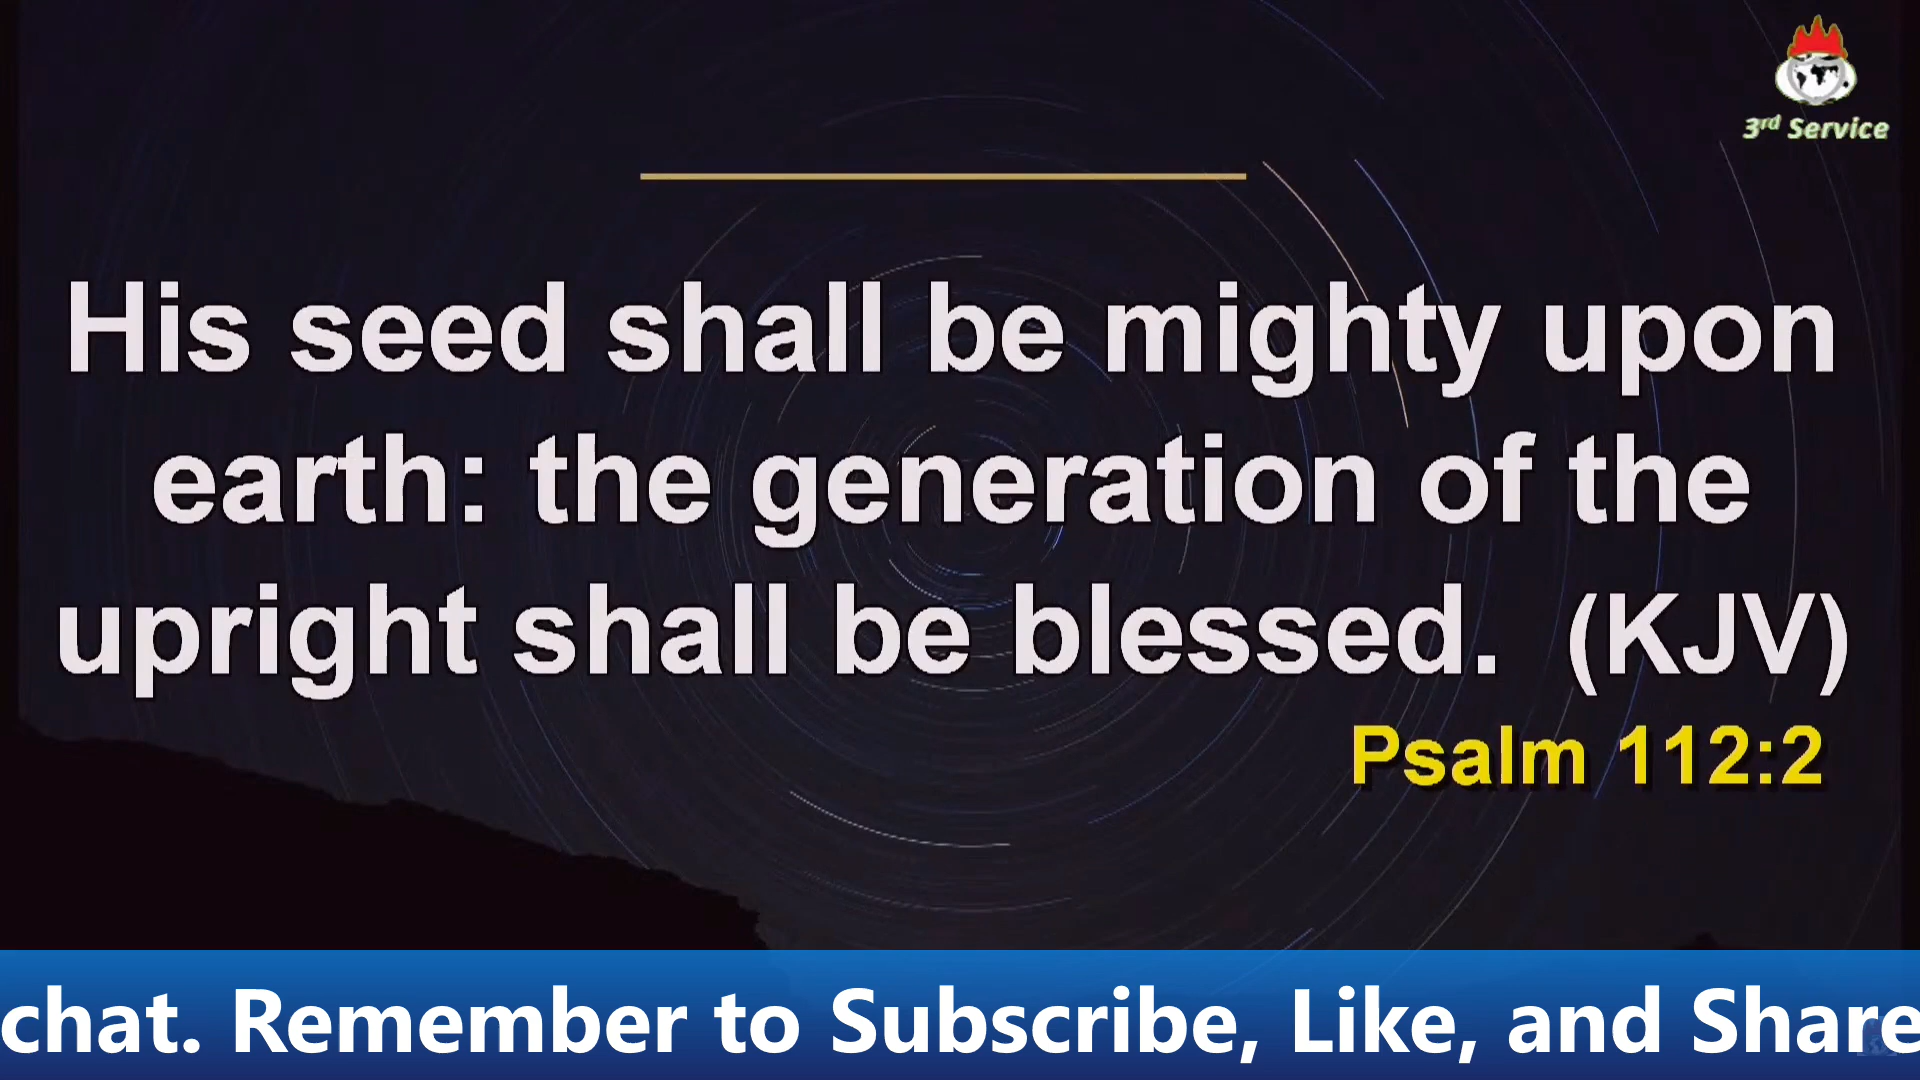 3rd Service
His seed shall be mighty upon
earth: the generation of the
upright shall be blessed.  (KJV)
Psalm 112:2
chat. Remember to Subscribe, Like, and Share